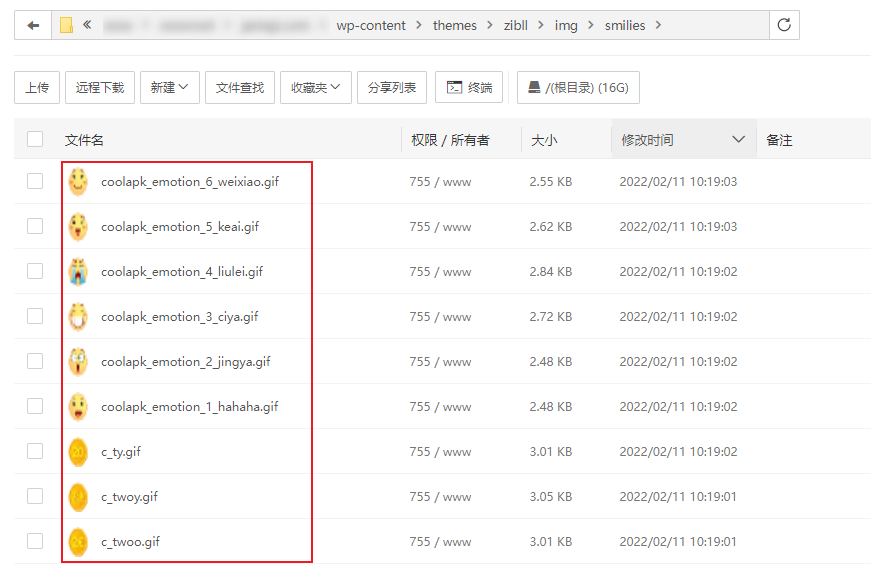 wp-content > themes > zibll > img > smilies >
上传 远程下载 新建 文件查找 收藏夹 分享列表 终端 /(根目录) (16G)
文件名 权限 / 所有者 大小 修改时间 备注
coolapk_emotion_6_weixiao.gif 755 / www 2.55 KB 2022/02/11 10:19:03
coolapk_emotion_5_keai.gif 755 / www 2.62 KB 2022/02/11 10:19:03
coolapk_emotion_4_liulei.gif 755 / www 2.84 KB 2022/02/11 10:19:02
coolapk_emotion_3_ciya.gif 755 / www 2.72 KB 2022/02/11 10:19:02
coolapk_emotion_2_jingya.gif 755 / www 2.48 KB 2022/02/11 10:19:02
coolapk_emotion_1_hahaha.gif 755 / www 2.48 KB 2022/02/11 10:19:02
c_ty.gif 755 / www 3.01 KB 2022/02/11 10:19:02
c_twoy.gif 755 / www 3.05 KB 2022/02/11 10:19:01
c_twoo.gif 755 / www 3.01 KB 2022/02/11 10:19:01